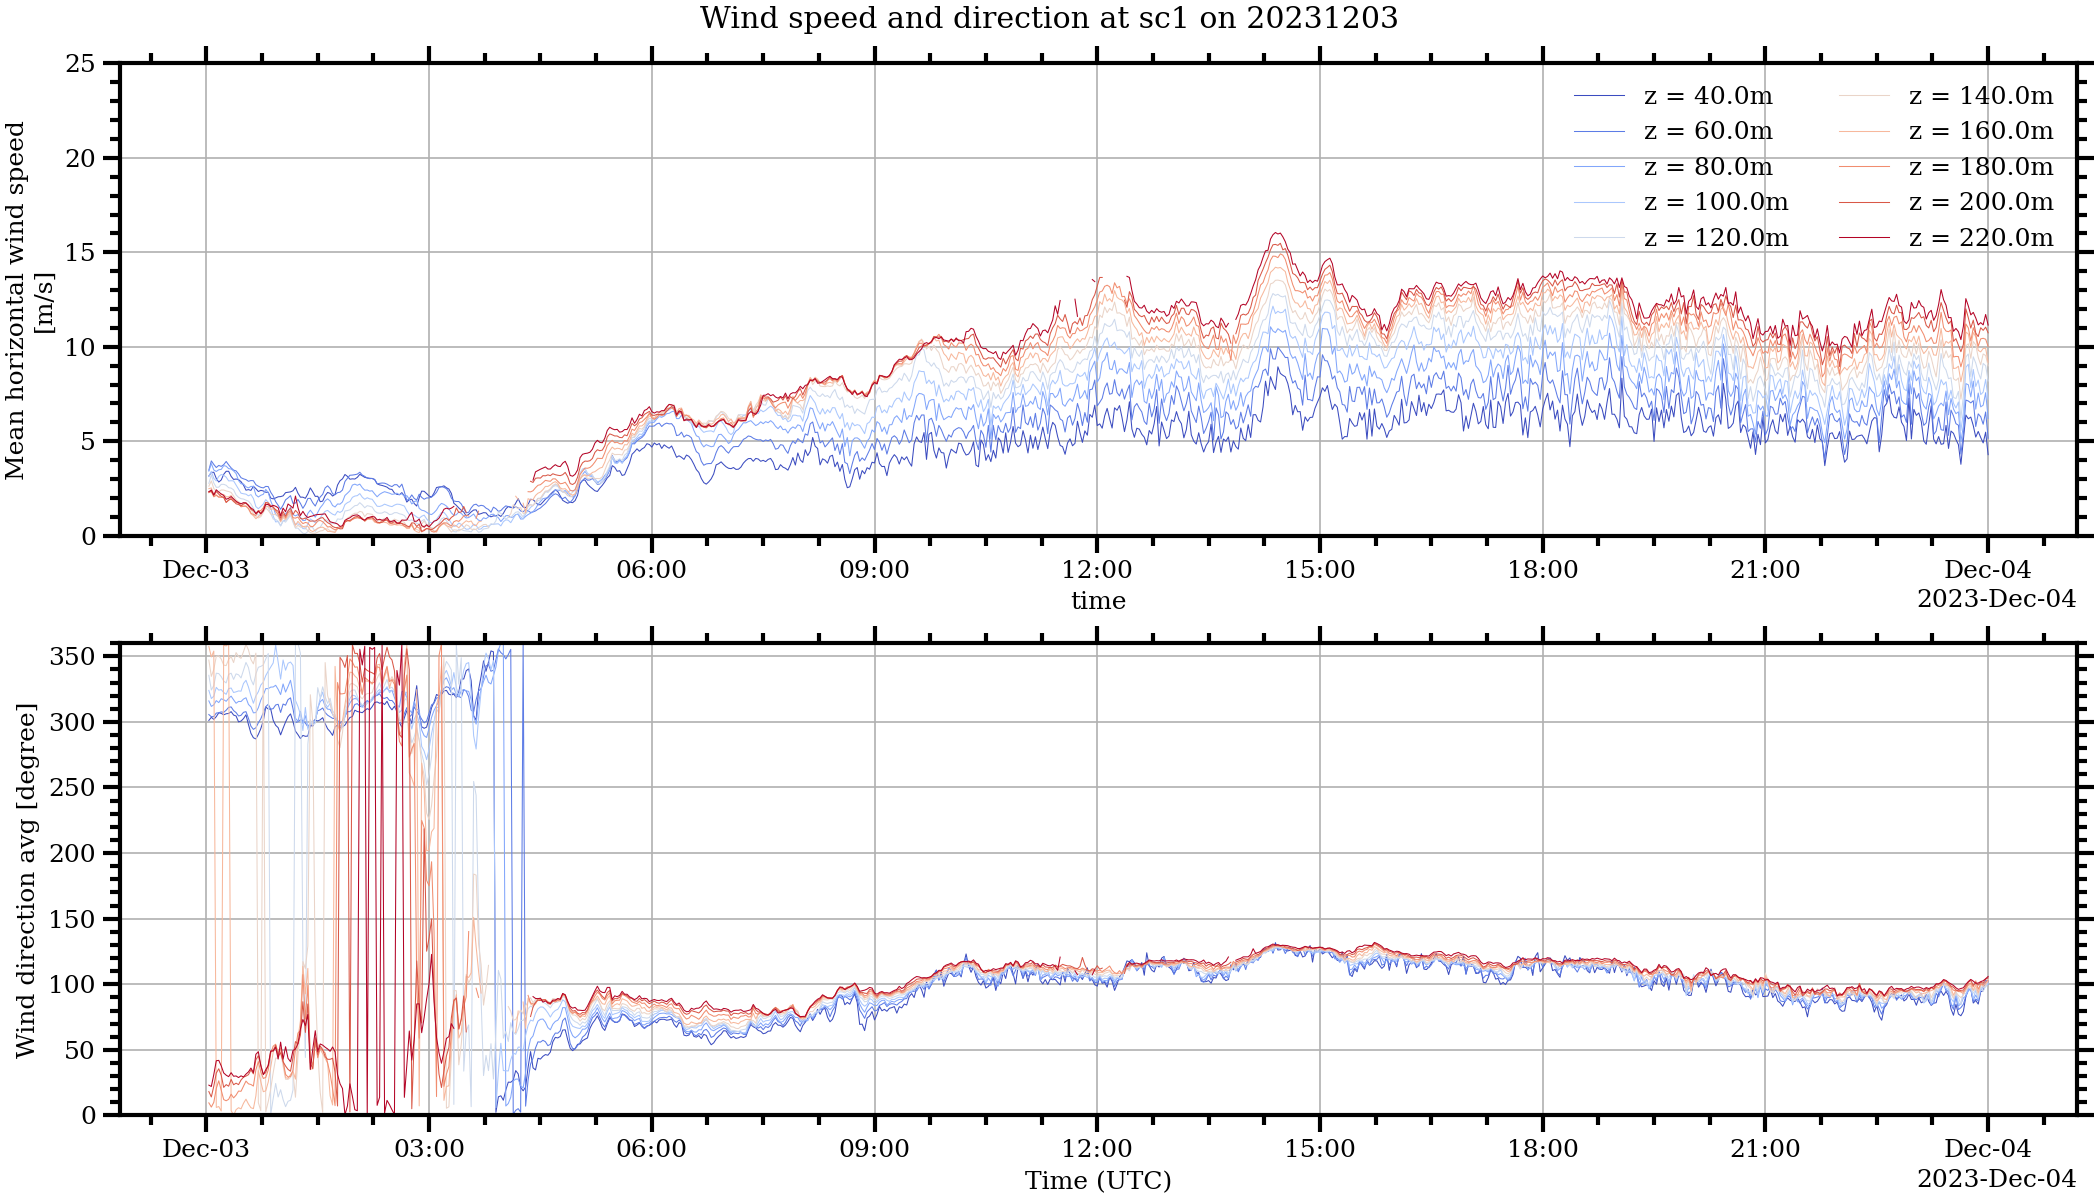 Wind speed and direction at sc1 on 20231203
Mean horizontal wind speed
[m/s]
25
20
15
10
5
0
z = 40.0m
z = 60.0m
z = 80.0m
z = 100.0m
z = 120.0m
z = 140.0m
z = 160.0m
z = 180.0m
z = 200.0m
z = 220.0m
Dec-03 03:00 06:00 09:00 12:00 15:00 18:00 21:00 Dec-04
time
2023-Dec-04
Wind direction avg [degree]
350
300
250
200
150
100
50
0
Dec-03 03:00 06:00 09:00 12:00 15:00 18:00 21:00 Dec-04
Time (UTC)
2023-Dec-04